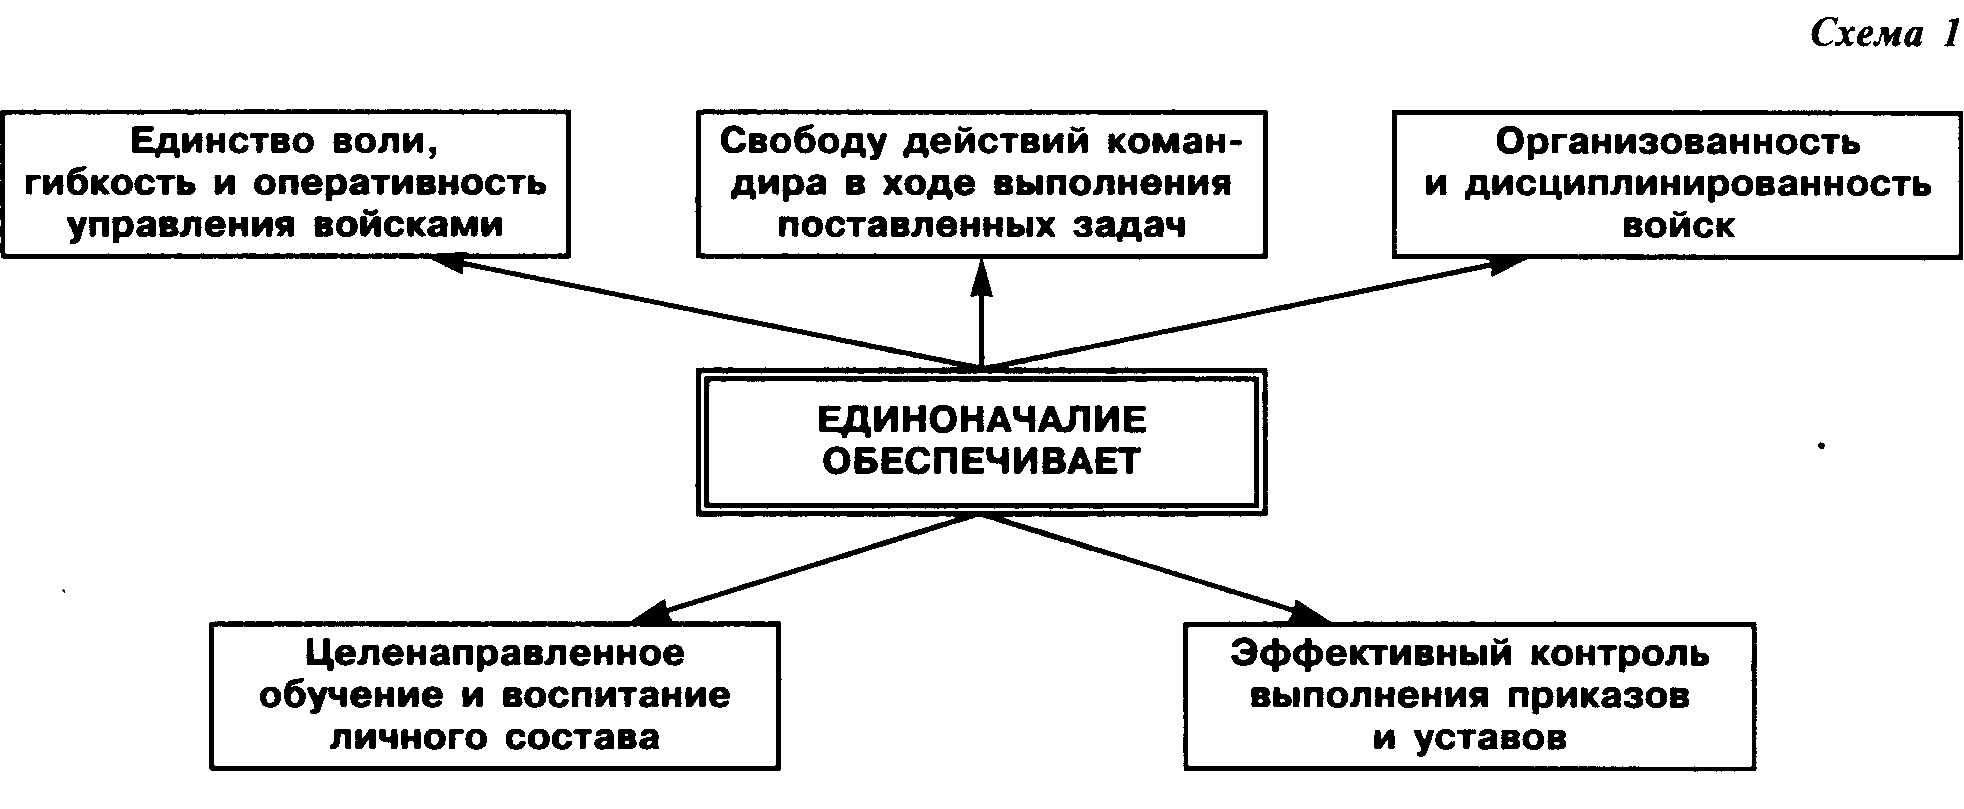 Схема 1
Единство воли,
гибкость и оперативность
управления войсками
Свободу действий коман-
дира в ходе выполнения
поставленных задач
Организованность
и дисциплинированность
войск
ЕДИНОНАЧАЛИЕ
ОБЕСПЕЧИВАЕТ
Целенаправленное
обучение и воспитание
личного состава
Эффективный контроль
выполнения приказов
и уставов